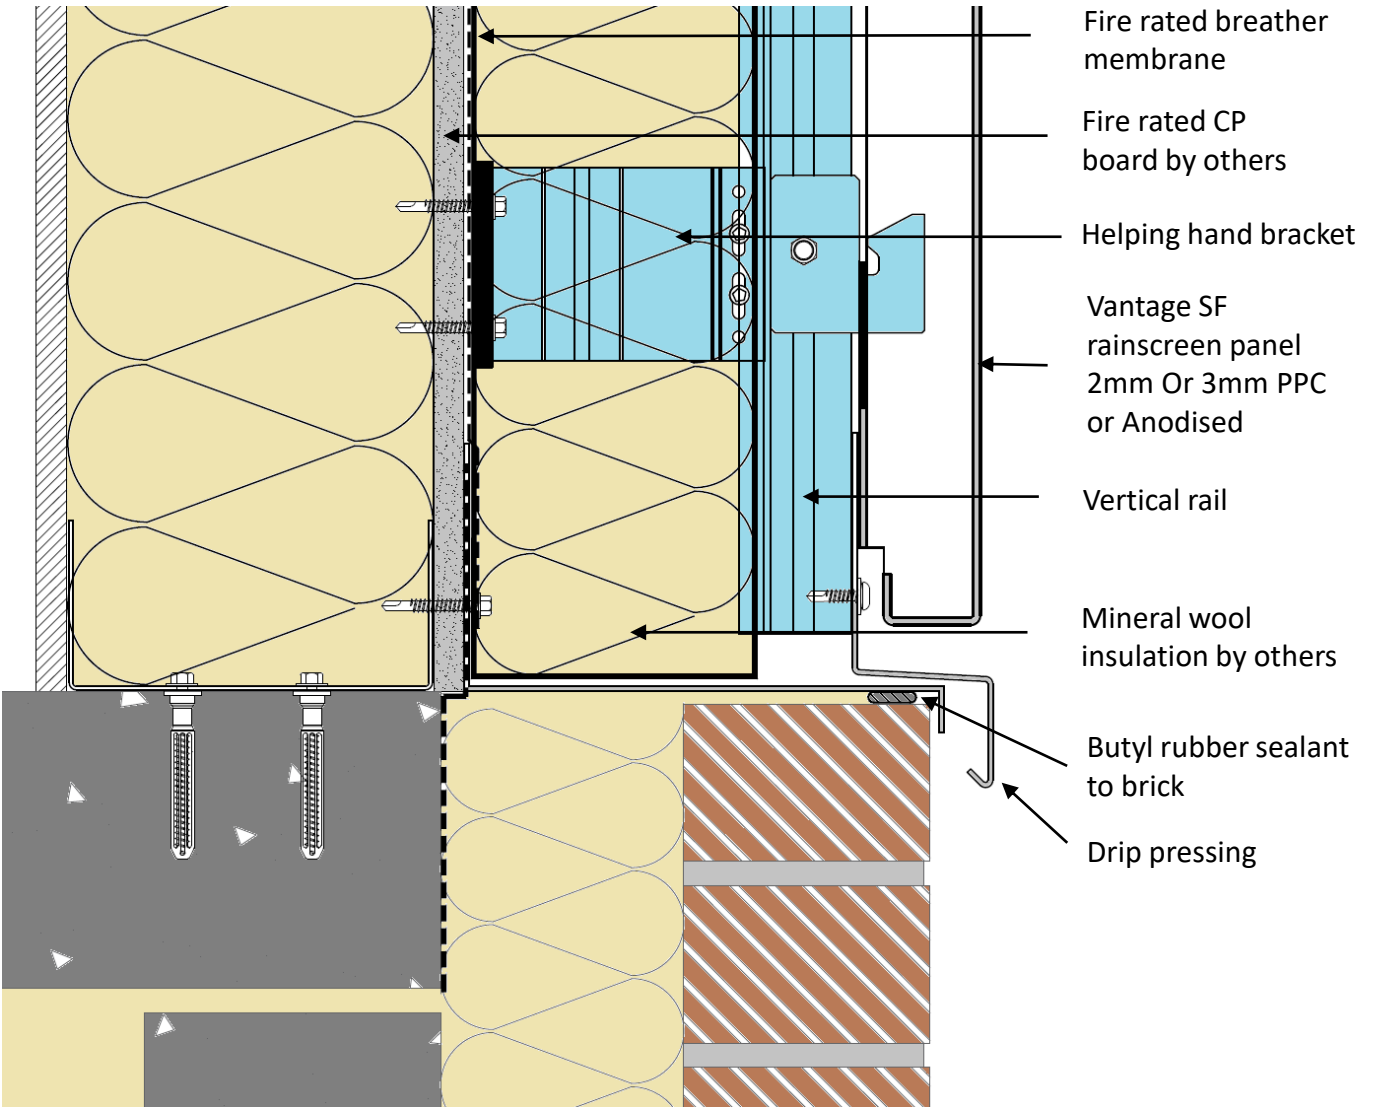 Fire rated breather
membrane
Fire rated CP
board by others
Helping hand bracket
Vantage SF
rainscreen panel
2mm Or 3mm PPC
or Anodised
Vertical rail
Mineral wool
insulation by others
Butyl rubber sealant
to brick
Drip pressing